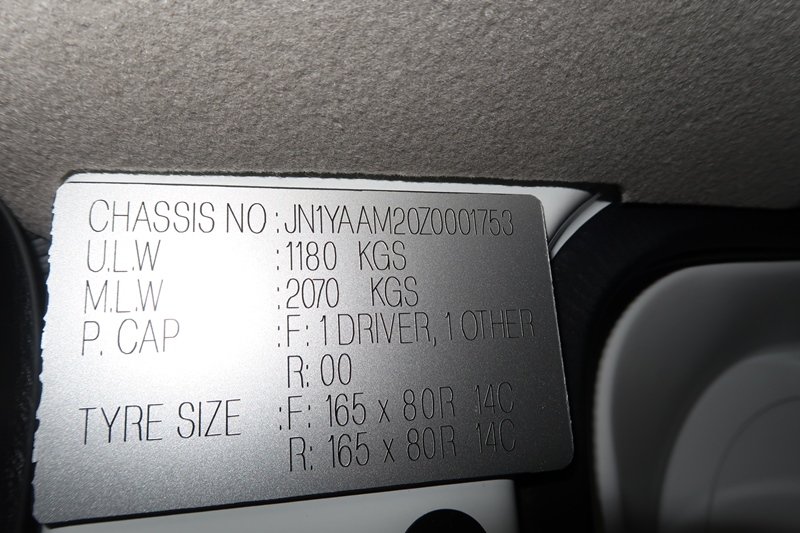 CHASSIS NO : JN1YAAM20Z0001753
U.L.W : 1180 KGS
M.L.W : 2070 KGS
P. CAP : F: 1 DRIVER, 1 OTHER
R: 00
TYRE SIZE : F: 165 x 80R 14C
R: 165 x 80R 14C